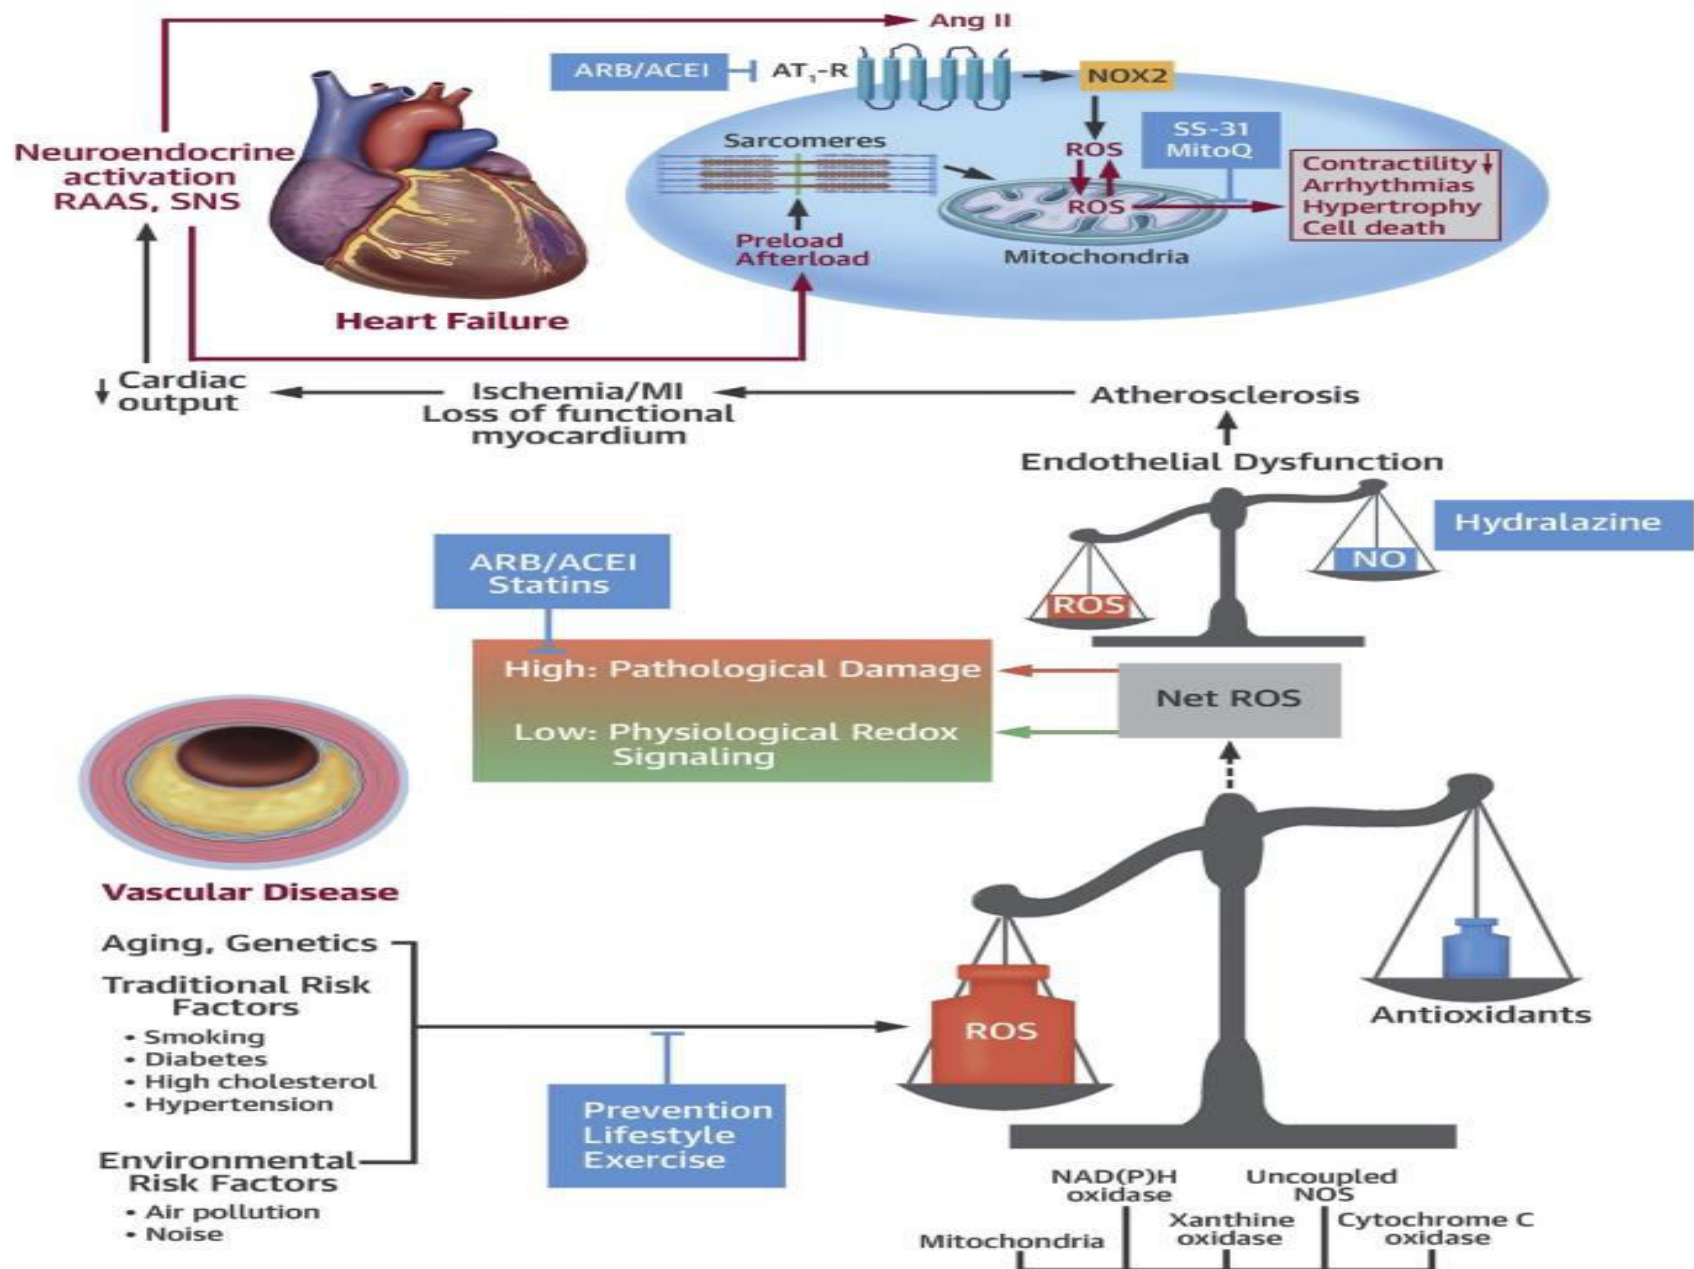 Ang II
ARB/ACEI
AT1-R
NOX2
Neuroendocrine
activation
RAAS, SNS
Sarcomeres
ROS
SS-31
MitoQ
ROS
Contractility ↓
Arrhythmias
Hypertrophy
Cell death
Preload
Afterload
Mitochondria
Heart Failure
↓ Cardiac
output
Ischemia/MI
Loss of functional
myocardium
Atherosclerosis
Endothelial Dysfunction
Hydralazine
NO
ROS
ARB/ACEI
Statins
High: Pathological Damage
Low: Physiological Redox
Signaling
Net ROS
Vascular Disease
Aging, Genetics
Traditional Risk
Factors
• Smoking
• Diabetes
• High cholesterol
• Hypertension
Environmental
Risk Factors
• Air pollution
• Noise
Prevention
Lifestyle
Exercise
ROS
Antioxidants
NAD(P)H
oxidase
Uncoupled
NOS
Mitochondria
Xanthine
oxidase
Cytochrome C
oxidase